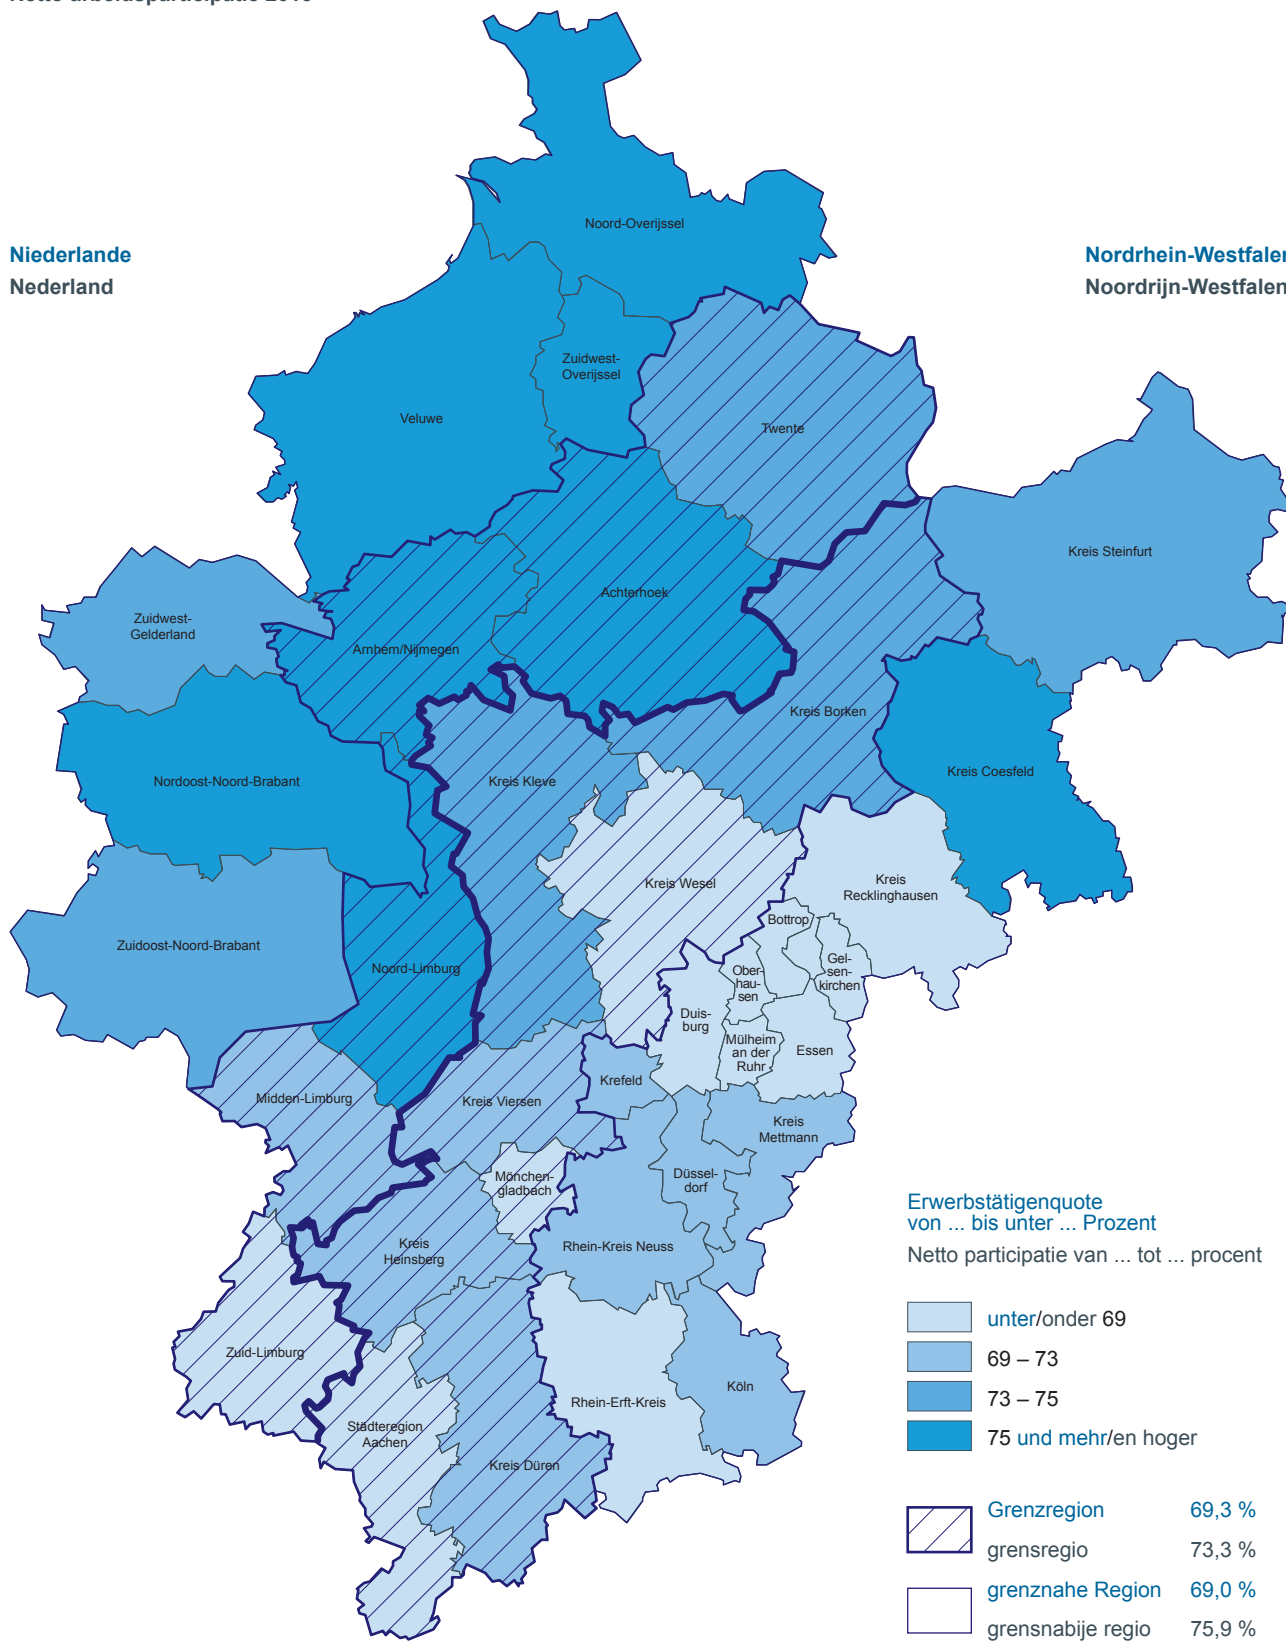 Niederlande
Nederland
Nordrhein-Westfalen
Noordrijn-Westfalen
Noord-Overijssel
Zuidwest-
Overijssel
Veluwe
Twente
Kreis Steinfurt
Achterhoek
Zuidwest-
Gelderland
Arnhem/Nijmegen
Kreis Borken
Kreis Coesfeld
Nordoost-Noord-Brabant
Kreis Kleve
Kreis Wesel
Kreis
Recklinghausen
Bottrop
Zuidoost-Noord-Brabant
Noord-Limburg
Ober-
hau-
sen
Gel-
sen-
kirchen
Duis-
burg
Mülheim
an der
Ruhr
Essen
Krefeld
Midden-Limburg
Kreis Viersen
Kreis
Mettmann
Mönchen-
gladbach
Düssel-
dorf
Kreis
Heinsberg
Rhein-Kreis Neuss
Zuid-Limburg
Städteregion
Aachen
Rhein-Erft-Kreis
Köln
Kreis Düren
Erwerbstätigenquote
von ... bis unter ... Prozent
Netto participatie van ... tot ... procent
unter/onder 69
69 – 73
73 – 75
75 und mehr/en hoger
Grenzregion 69,3 %
grensregio 73,3 %
grenznahe Region 69,0 %
grensnabije regio 75,9 %